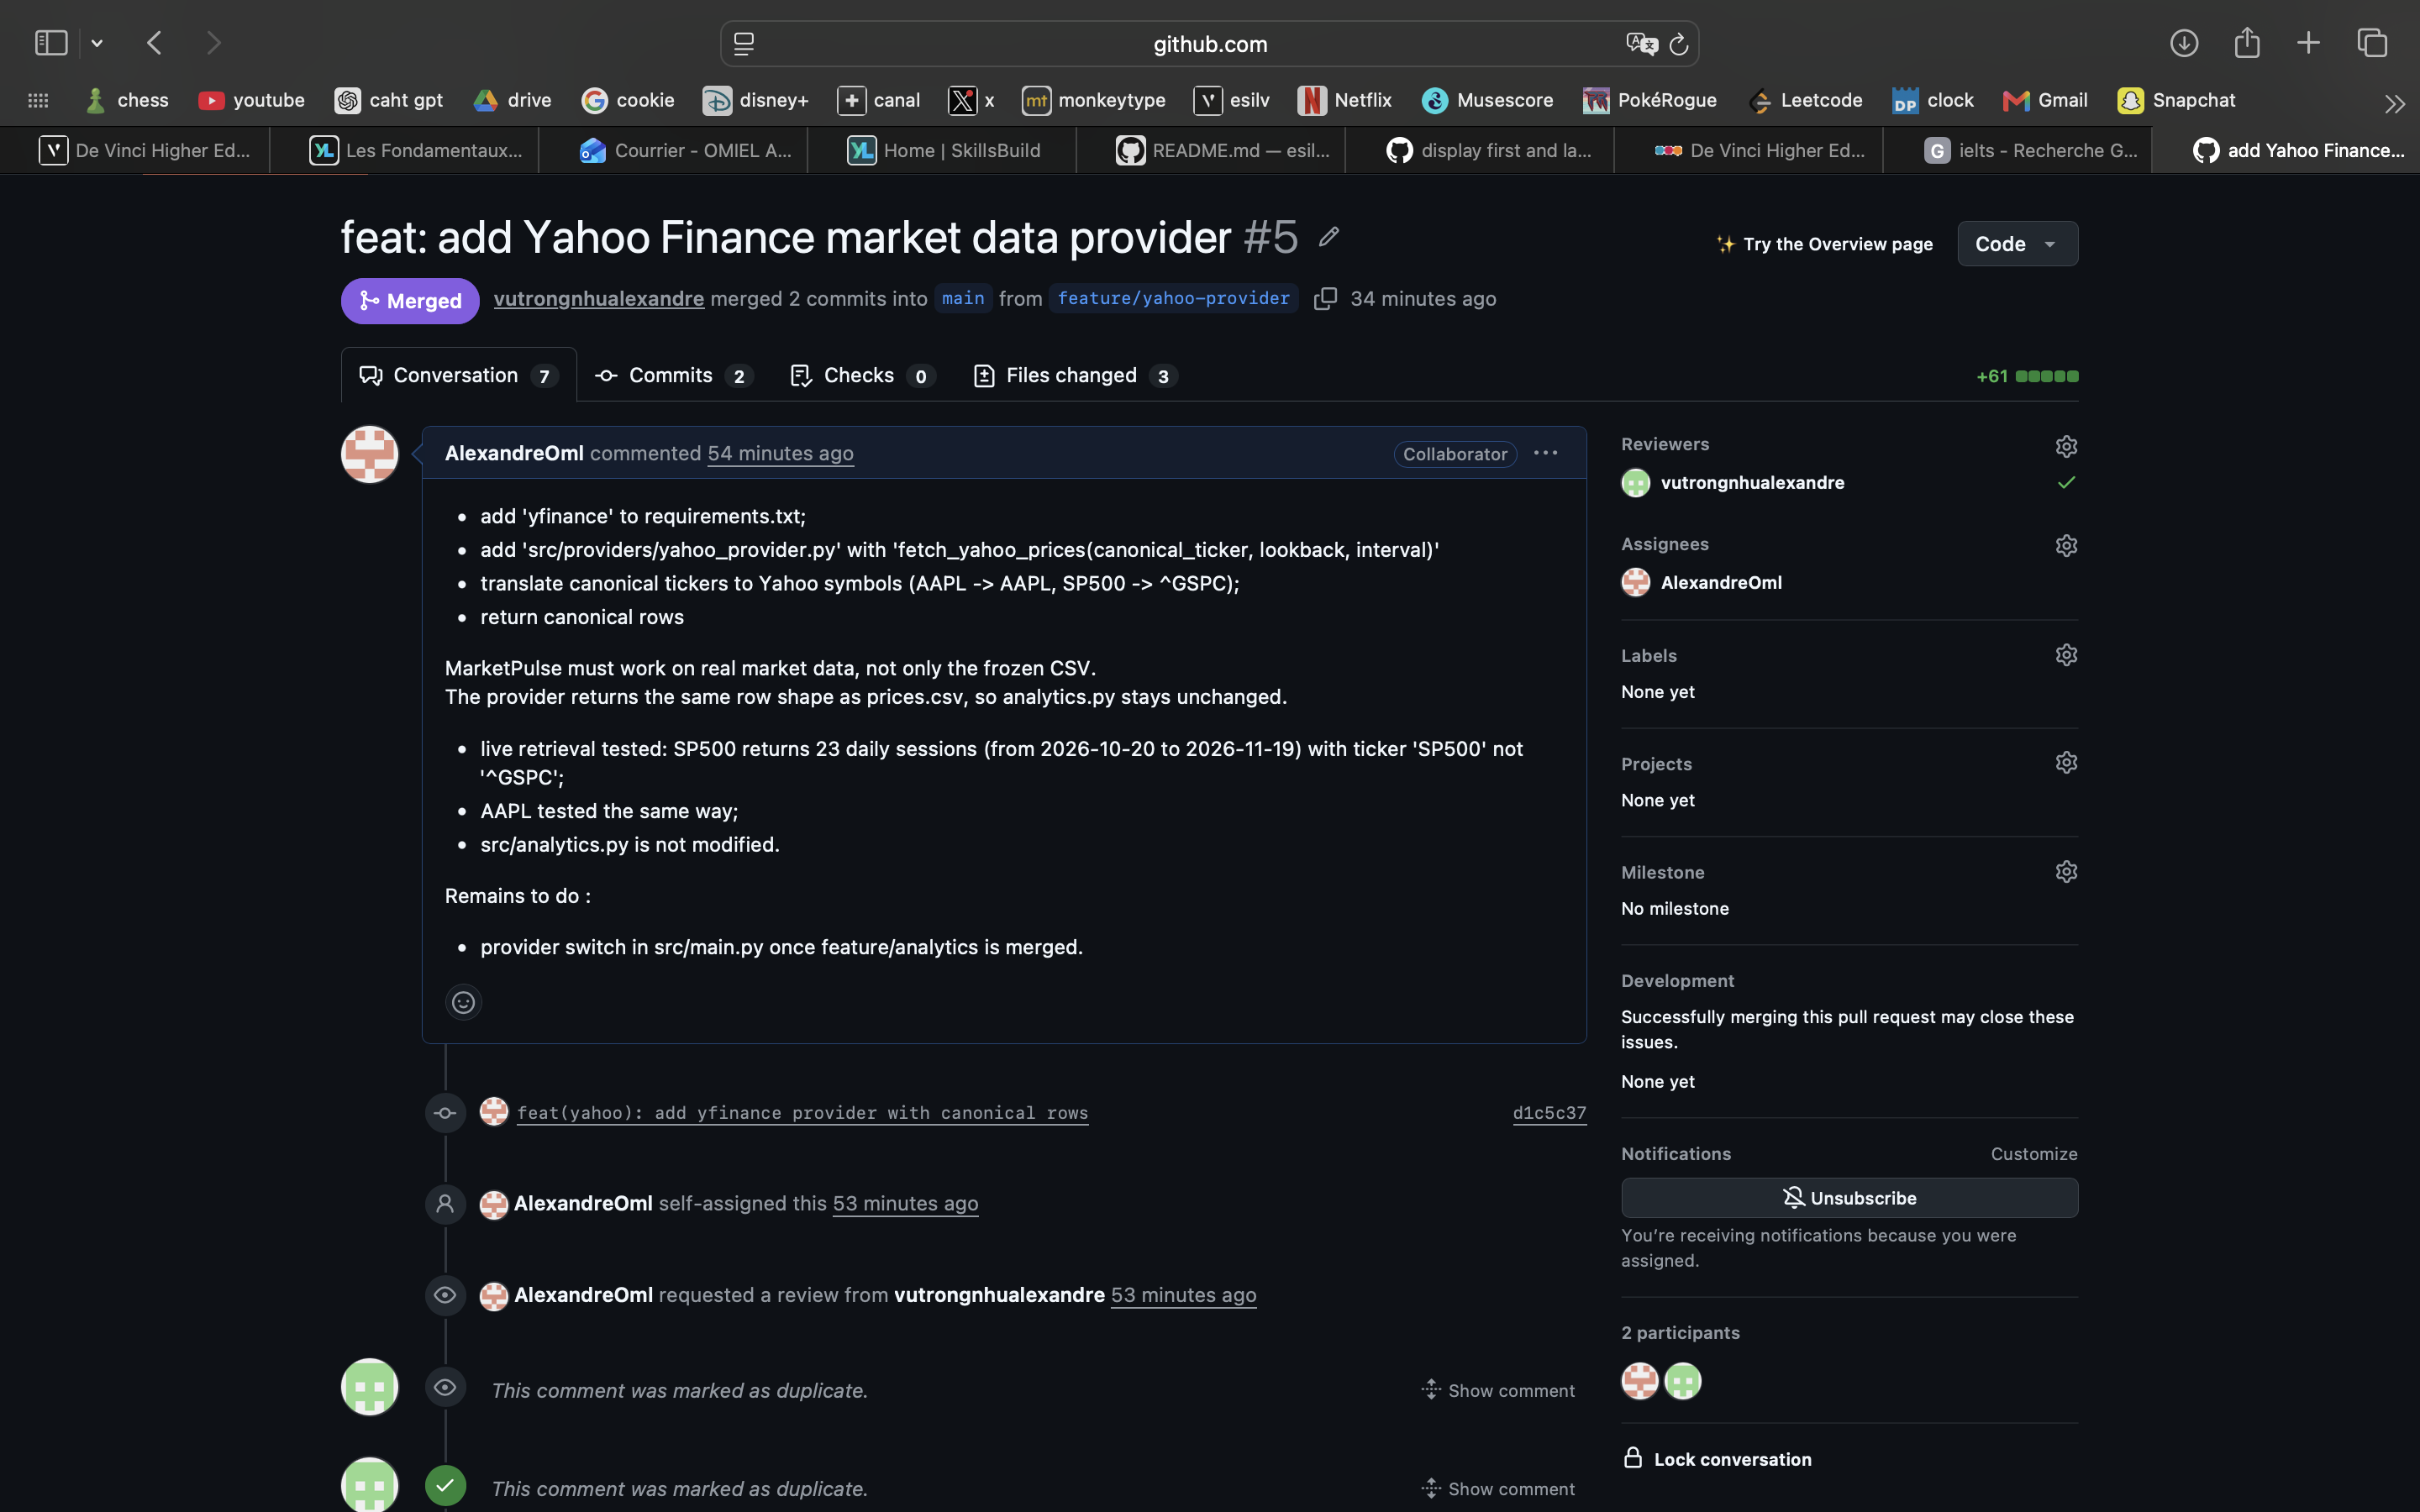 github.com
chess
youtube
caht gpt
drive
cookie
disney+
canal
x
monkeytype
esilv
Netflix
Musescore
PokéRogue
Leetcode
clock
Gmail
Snapchat
De Vinci Higher Ed...
Les Fondamentaux...
Courrier - OMIEL A...
Home | SkillsBuild
README.md — esil...
display first and la...
De Vinci Higher Ed...
ielts - Recherche G...
add Yahoo Finance...
feat: add Yahoo Finance market data provider #5
Try the Overview page
Code
Merged
vutrongnhualexandre merged 2 commits into main from feature/yahoo-provider 34 minutes ago
Conversation 7
Commits 2
Checks 0
Files changed 3
+61
AlexandreOml commented 54 minutes ago
Collaborator
• add 'yfinance' to requirements.txt;
• add 'src/providers/yahoo_provider.py' with 'fetch_yahoo_prices(canonical_ticker, lookback, interval)'
• translate canonical tickers to Yahoo symbols (AAPL -> AAPL, SP500 -> ^GSPC);
• return canonical rows
MarketPulse must work on real market data, not only the frozen CSV.
The provider returns the same row shape as prices.csv, so analytics.py stays unchanged.
• live retrieval tested: SP500 returns 23 daily sessions (from 2026-10-20 to 2026-11-19) with ticker 'SP500' not
'^GSPC';
• AAPL tested the same way;
• src/analytics.py is not modified.
Remains to do :
• provider switch in src/main.py once feature/analytics is merged.
feat(yahoo): add yfinance provider with canonical rows
d1c5c37
AlexandreOml self-assigned this 53 minutes ago
AlexandreOml requested a review from vutrongnhualexandre 53 minutes ago
This comment was marked as duplicate.
Show comment
This comment was marked as duplicate.
Show comment
Reviewers
vutrongnhualexandre
Assignees
AlexandreOml
Labels
None yet
Projects
None yet
Milestone
No milestone
Development
Successfully merging this pull request may close these
issues.
None yet
Notifications
Customize
Unsubscribe
You're receiving notifications because you were
assigned.
2 participants
Lock conversation